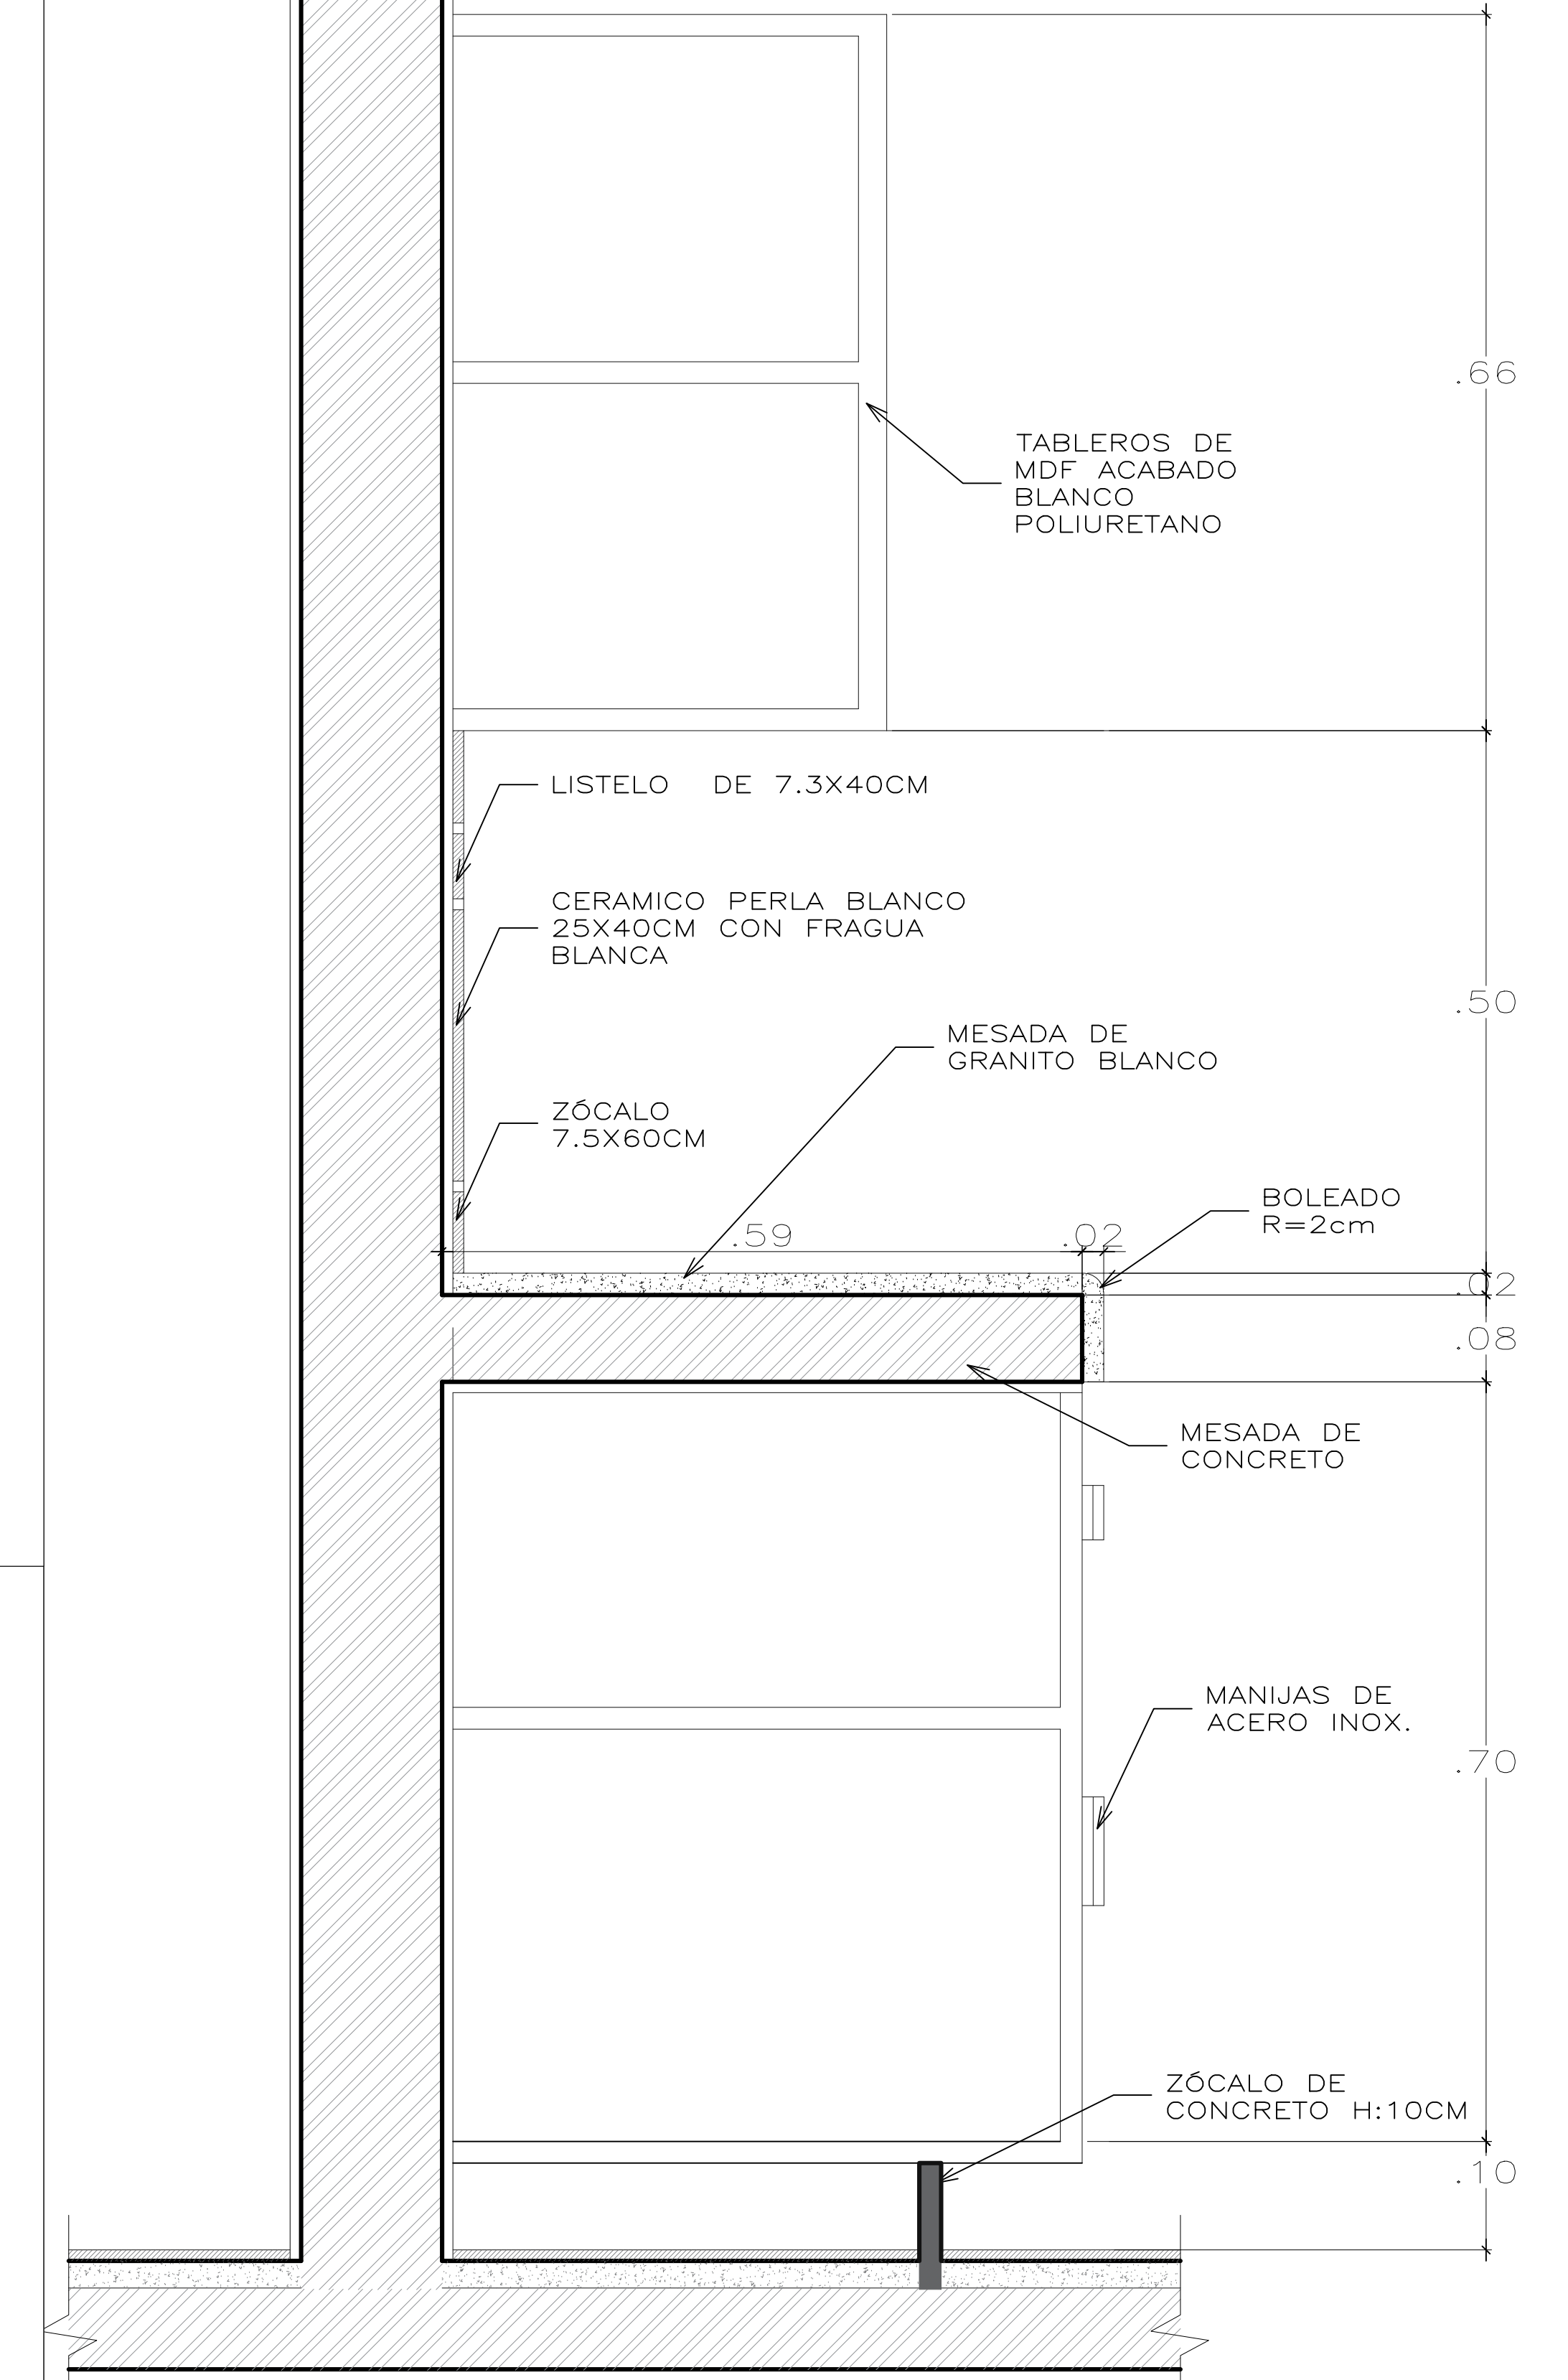 .66
TABLEROS DE
MDF ACABADO
BLANCO
POLIURETANO
LISTELO DE 7.3X40CM
CERAMICO PERLA BLANCO
25X40CM CON FRAGUA
BLANCA
.50
MESADA DE
GRANITO BLANCO
ZÓCALO
7.5X60CM
BOLEADO
R=2cm
.59
.02
.02
.08
MESADA DE
CONCRETO
MANIJAS DE
ACERO INOX.
.70
ZÓCALO DE
CONCRETO H:10CM
.10